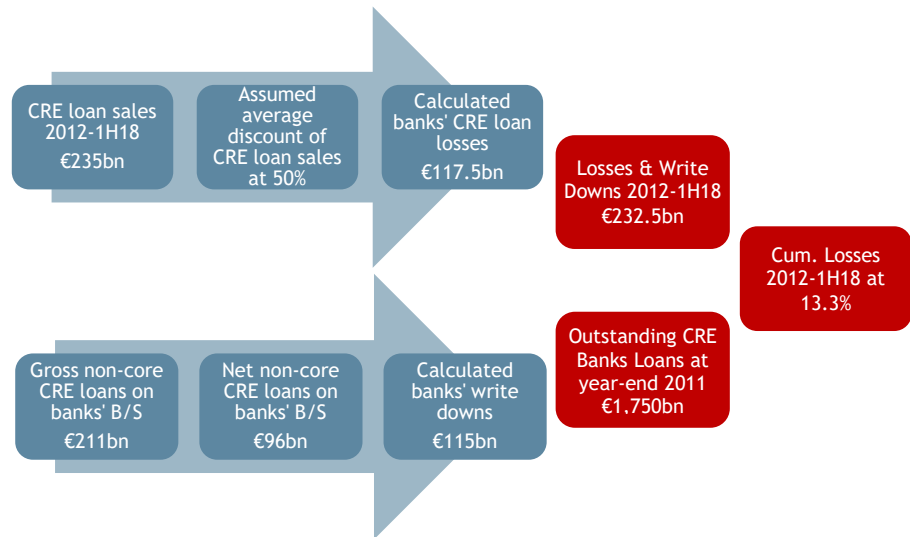 CRE loan sales
2012-1H18
€235bn
Assumed
average
discount of
CRE loan sales
at 50%
Calculated
banks' CRE loan
losses
€117.5bn
Losses & Write
Downs 2012-1H18
€232.5bn
Cum. Losses
2012-1H18 at
13.3%
Gross non-core
CRE loans on
banks' B/S
€211bn
Net non-core
CRE loans on
banks' B/S
€96bn
Calculated
banks' write
downs
€115bn
Outstanding CRE
Banks Loans at
year-end 2011
€1,750bn